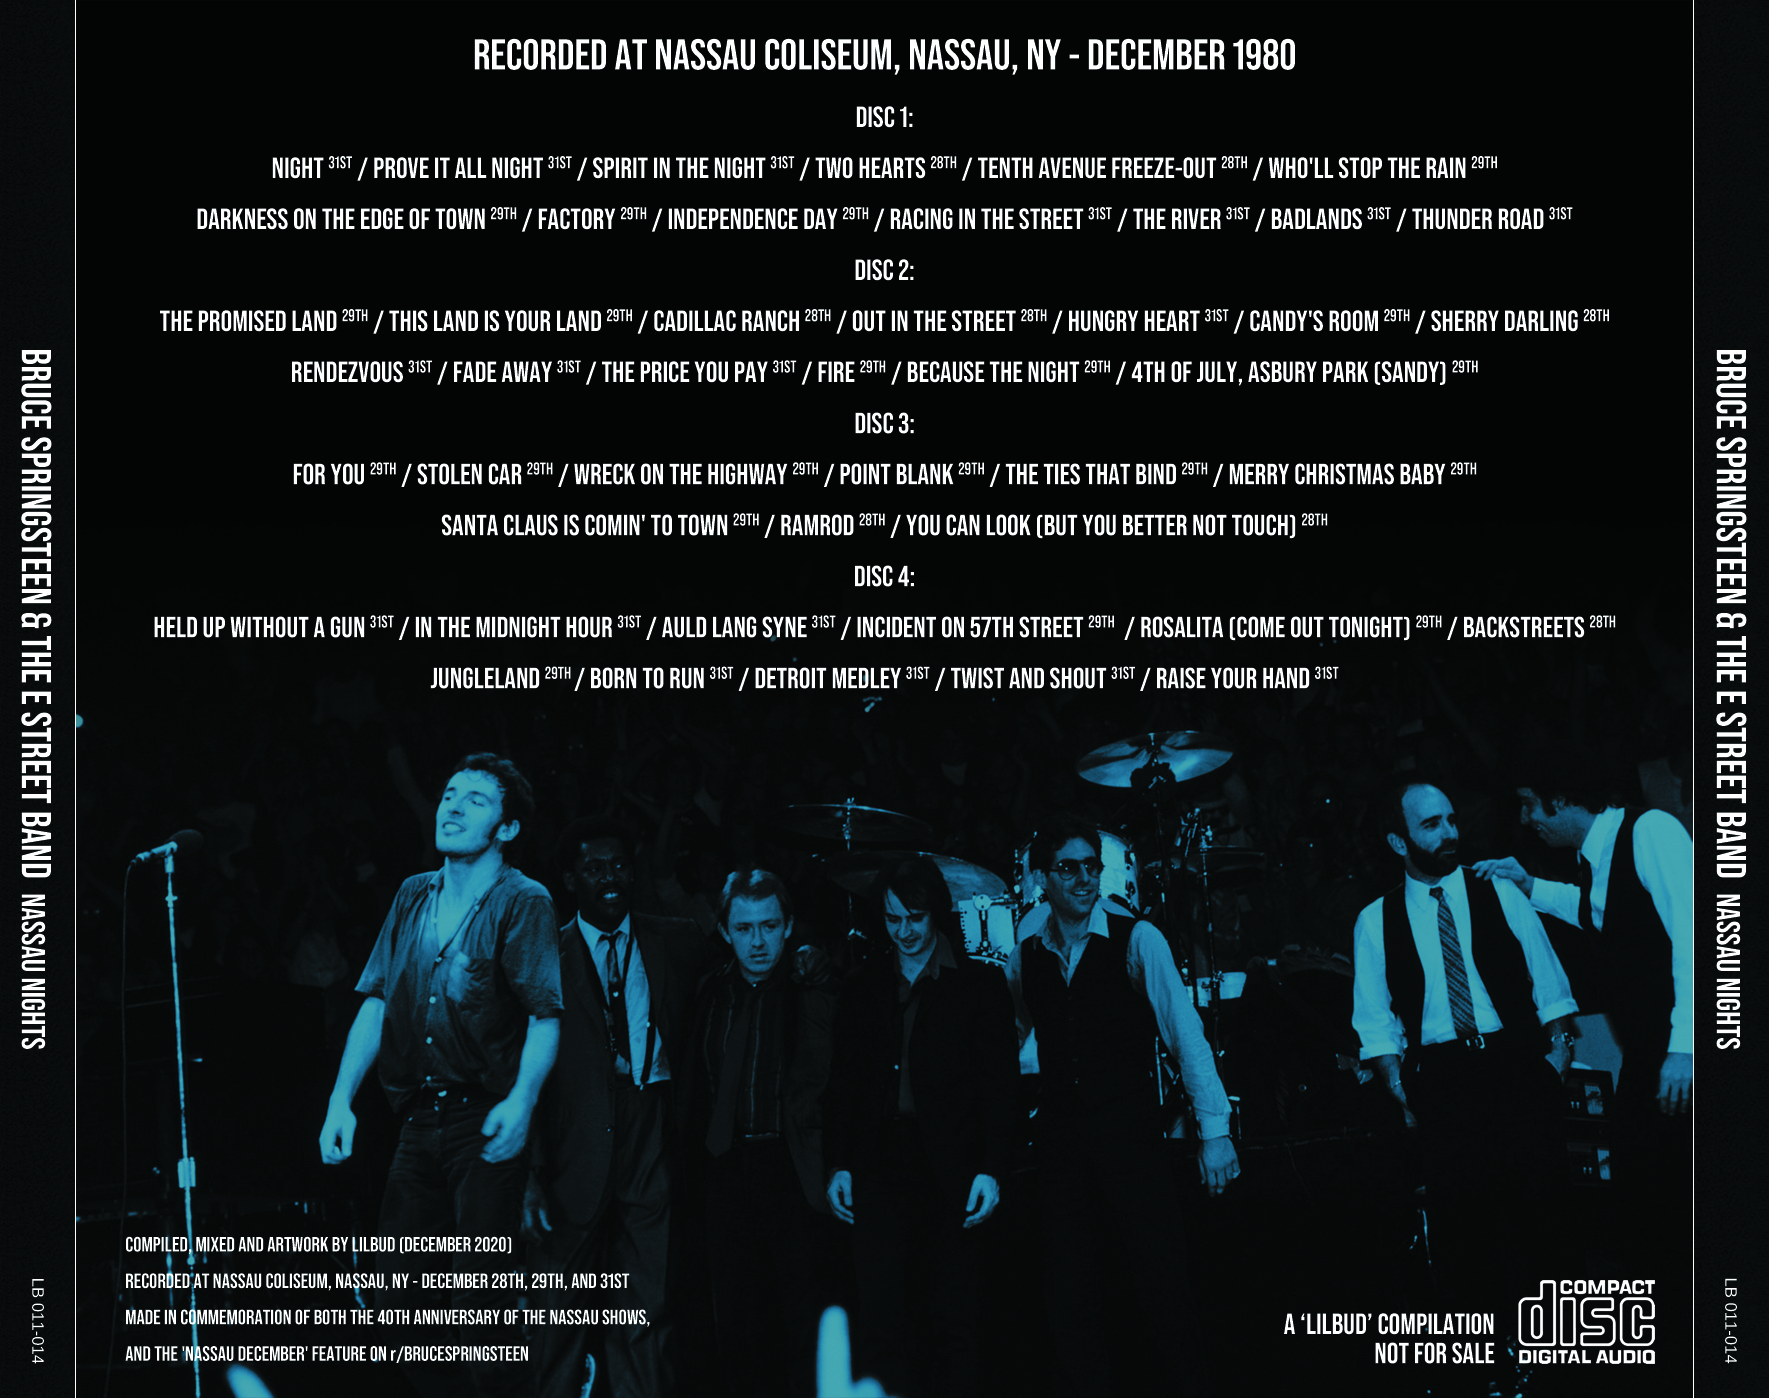 RECORDED AT NASSAU COLISEUM, NASSAU, NY - DECEMBER 1980
DISC 1:
NIGHT 31ST / PROVE IT ALL NIGHT 31ST / SPIRIT IN THE NIGHT 31ST / TWO HEARTS 28TH / TENTH AVENUE FREEZE-OUT 28TH / WHO'LL STOP THE RAIN 29TH
DARKNESS ON THE EDGE OF TOWN 29TH / FACTORY 29TH / INDEPENDENCE DAY 29TH / RACING IN THE STREET 31ST / THE RIVER 31ST / BADLANDS 31ST / THUNDER ROAD 31ST
DISC 2:
THE PROMISED LAND 29TH / THIS LAND IS YOUR LAND 29TH / CADILLAC RANCH 28TH / OUT IN THE STREET 28TH / HUNGRY HEART 31ST / CANDY'S ROOM 29TH / SHERRY DARLING 28TH
RENDEZVOUS 31ST / FADE AWAY 31ST / THE PRICE YOU PAY 31ST / FIRE 29TH / BECAUSE THE NIGHT 29TH / 4TH OF JULY, ASBURY PARK (SANDY) 29TH
DISC 3:
FOR YOU 29TH / STOLEN CAR 29TH / WRECK ON THE HIGHWAY 29TH / POINT BLANK 29TH / THE TIES THAT BIND 29TH / MERRY CHRISTMAS BABY 29TH
SANTA CLAUS IS COMIN' TO TOWN 29TH / RAMROD 28TH / YOU CAN LOOK (BUT YOU BETTER NOT TOUCH) 28TH
DISC 4:
HELD UP WITHOUT A GUN 31ST / IN THE MIDNIGHT HOUR 31ST / AULD LANG SYNE 31ST / INCIDENT ON 57TH STREET 29TH / ROSALITA (COME OUT TONIGHT) 29TH / BACKSTREETS 28TH
JUNGLELAND 29TH / BORN TO RUN 31ST / DETROIT MEDLEY 31ST / TWIST AND SHOUT 31ST / RAISE YOUR HAND 31ST
BRUCE SPRINGSTEEN & THE E STREET BAND NASSAU NIGHTS
LB 011-014
BRUCE SPRINGSTEEN & THE E STREET BAND NASSAU NIGHTS
LB 011-014
COMPILED, MIXED AND ARTWORK BY LILBUD (DECEMBER 2020)
RECORDED AT NASSAU COLISEUM, NASSAU, NY - DECEMBER 28TH, 29TH, AND 31ST
MADE IN COMMEMORATION OF BOTH THE 40TH ANNIVERSARY OF THE NASSAU SHOWS,
AND THE 'NASSAU DECEMBER' FEATURE ON r/BRUCESPRINGSTEEN
A ‘LILBUD’ COMPILATION
NOT FOR SALE
COMPACT
disc
DIGITAL AUDIO